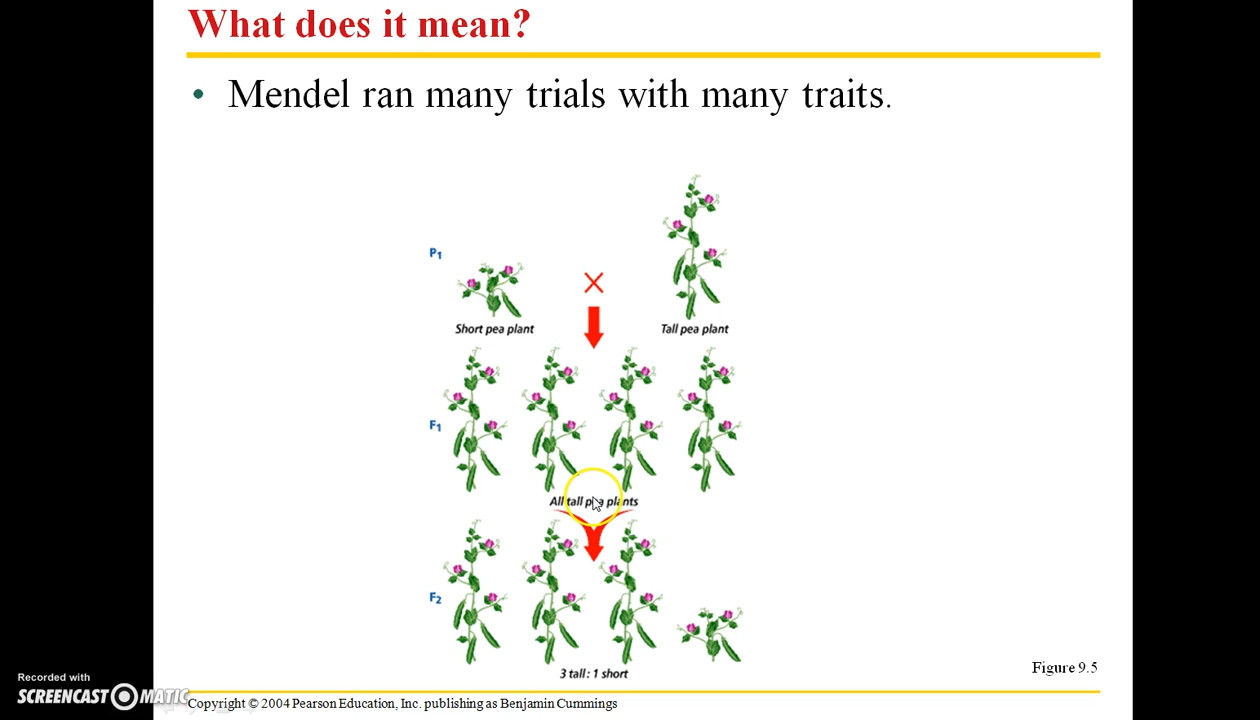 What does it mean?
• Mendel ran many trials with many traits.
P1
Short pea plant
Tall pea plant
F1
All tall pea plants
F2
3 tall : 1 short
Figure 9.5
Recorded with
SCREENCAST MATIC
Copyright © 2004 Pearson Education, Inc. publishing as Benjamin Cummings